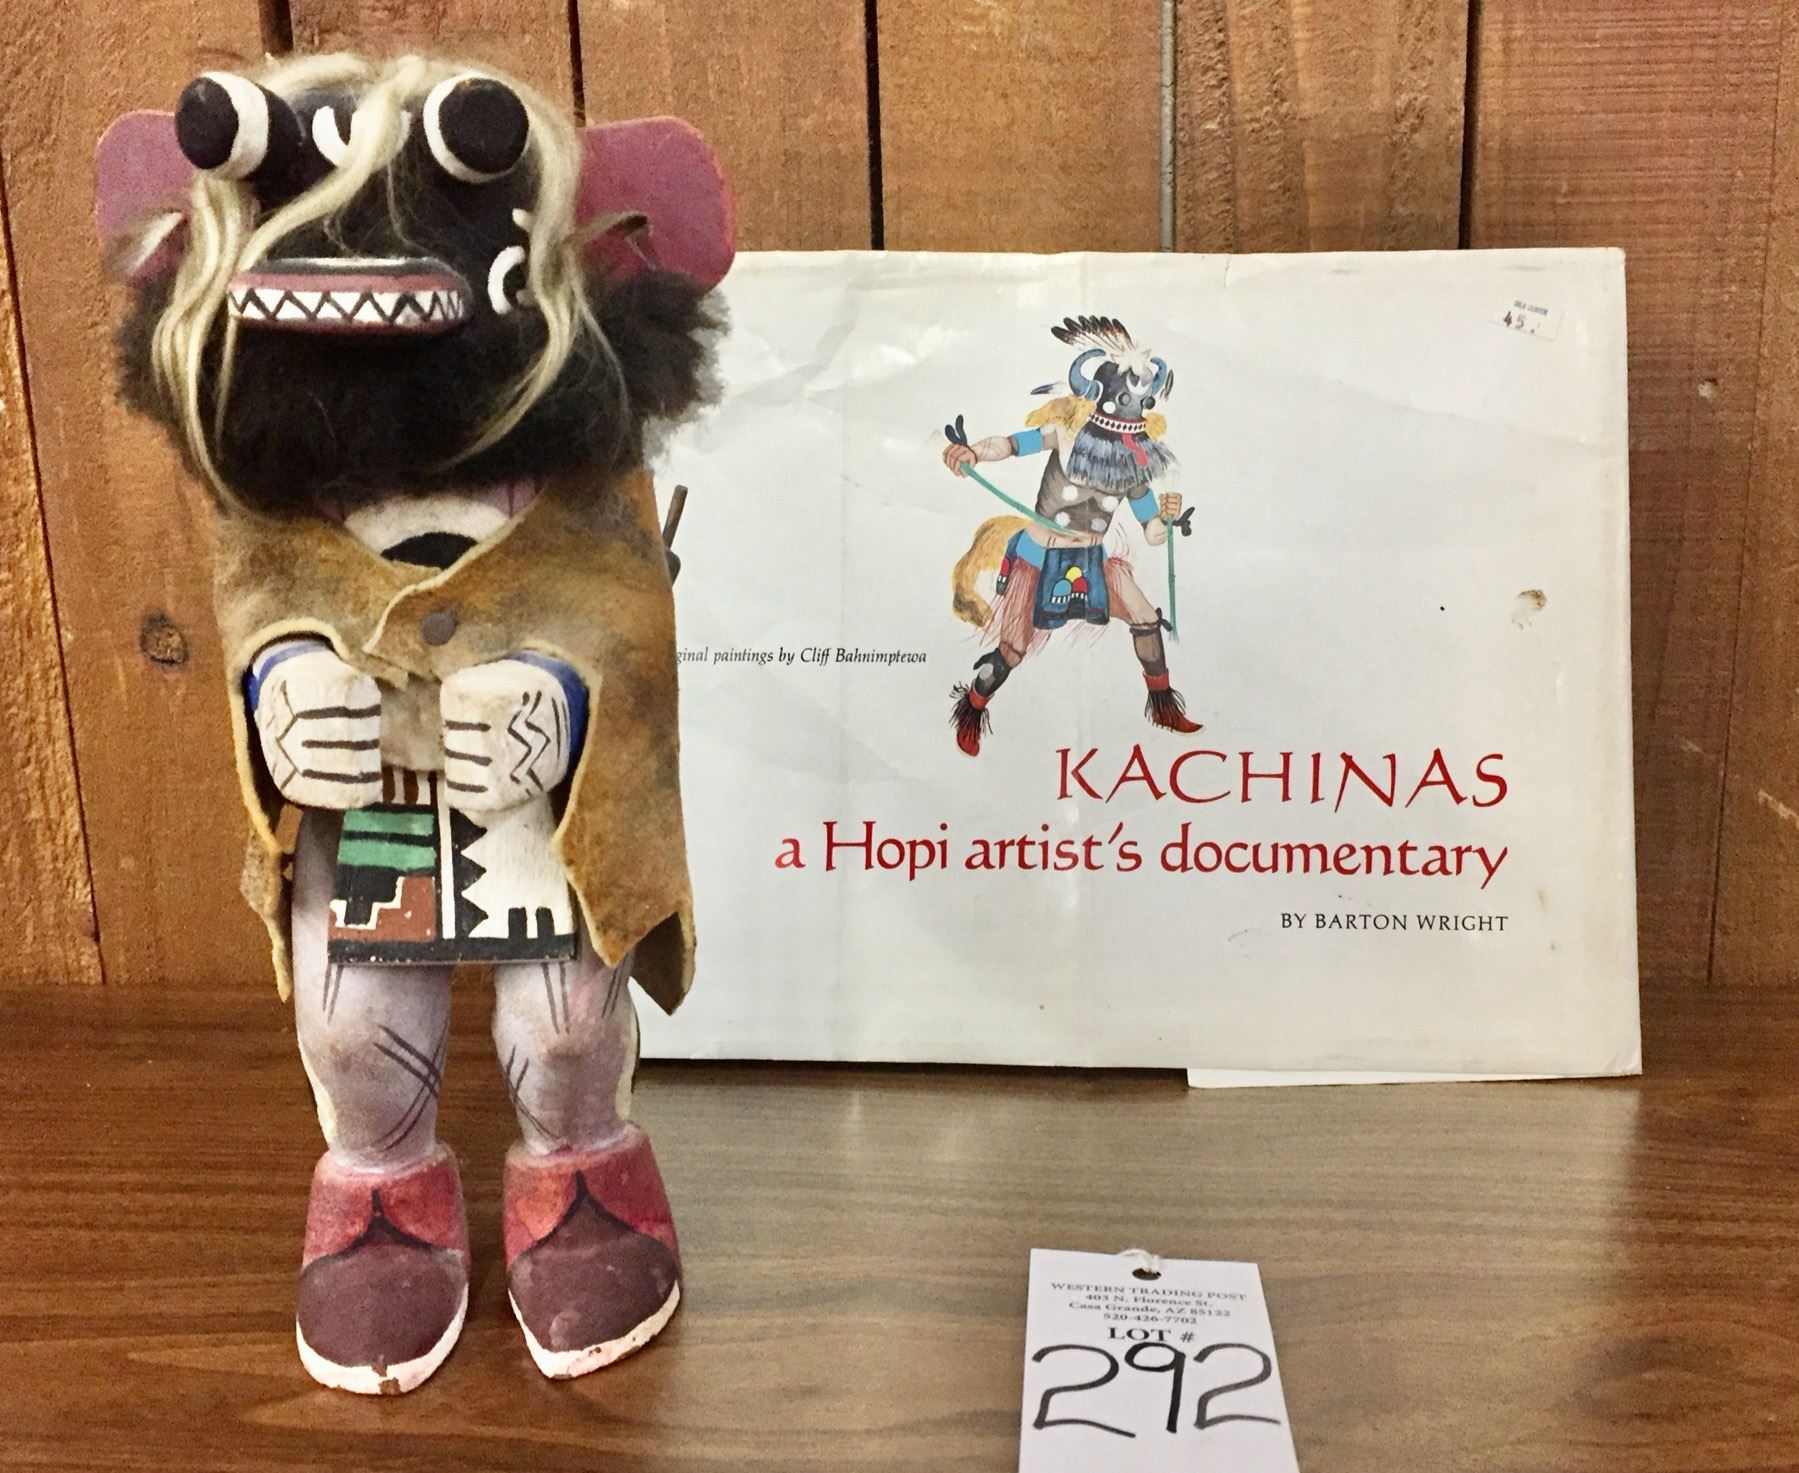 45.
ginal paintings by Cliff Bahnimptewa
KACHINAS
a Hopi artist's documentary
BY BARTON WRIGHT
WESTERN TRADING POST
403 N. Florence St.
Casa Grande, AZ 85122
520-426-7702
LOT #
292